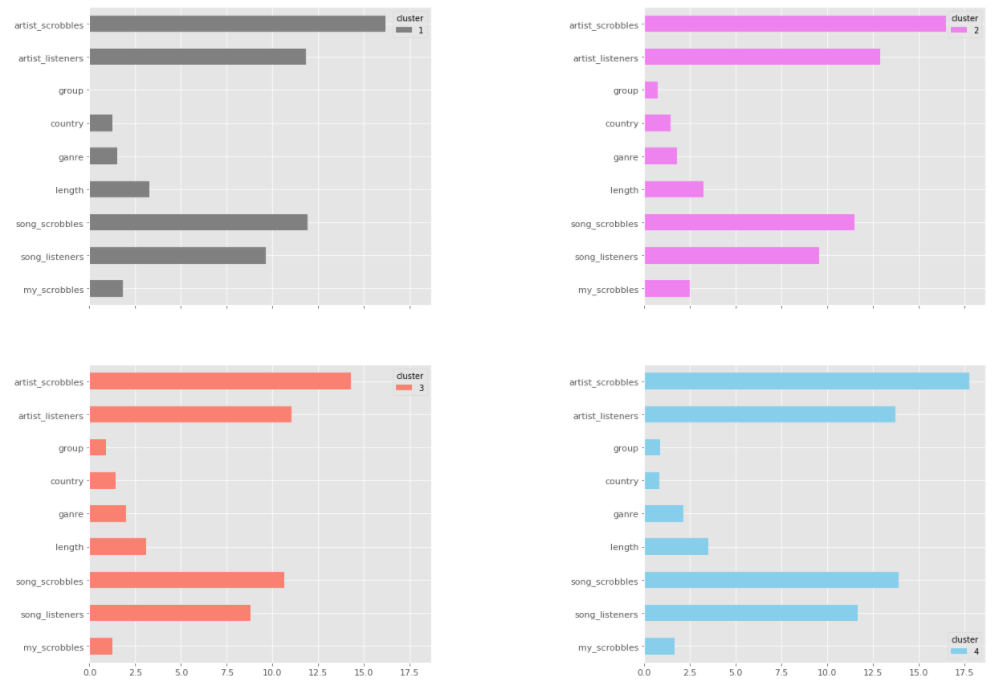 cluster
1
artist_scrobbles
artist_listeners
group
country
ganre
length
song_scrobbles
song_listeners
my_scrobbles
cluster
2
artist_scrobbles
artist_listeners
group
country
ganre
length
song_scrobbles
song_listeners
my_scrobbles
cluster
3
artist_scrobbles
artist_listeners
group
country
ganre
length
song_scrobbles
song_listeners
my_scrobbles
0.0 2.5 5.0 7.5 10.0 12.5 15.0 17.5
artist_scrobbles
artist_listeners
group
country
ganre
length
song_scrobbles
song_listeners
my_scrobbles
cluster
4
0.0 2.5 5.0 7.5 10.0 12.5 15.0 17.5